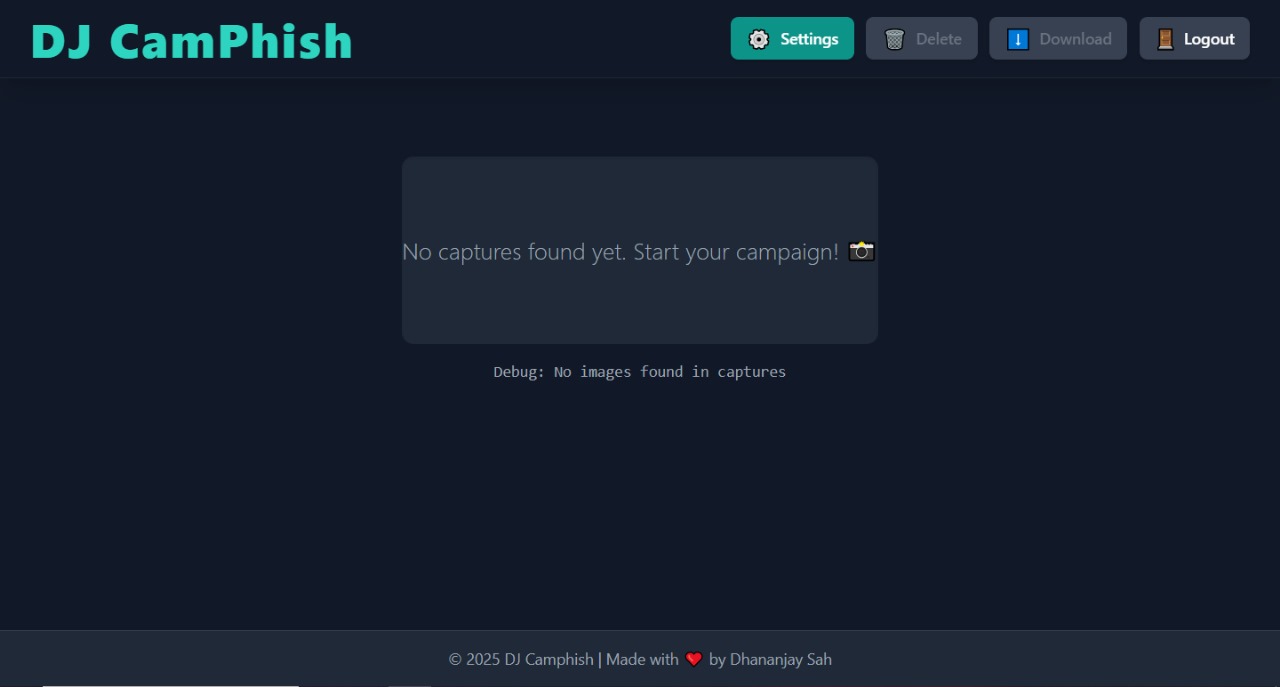 DJ CamPhish
Settings
Delete
Download
Logout
No captures found yet. Start your campaign! 📸
Debug: No images found in captures
© 2025 DJ Camphish | Made with ❤️ by Dhananjay Sah